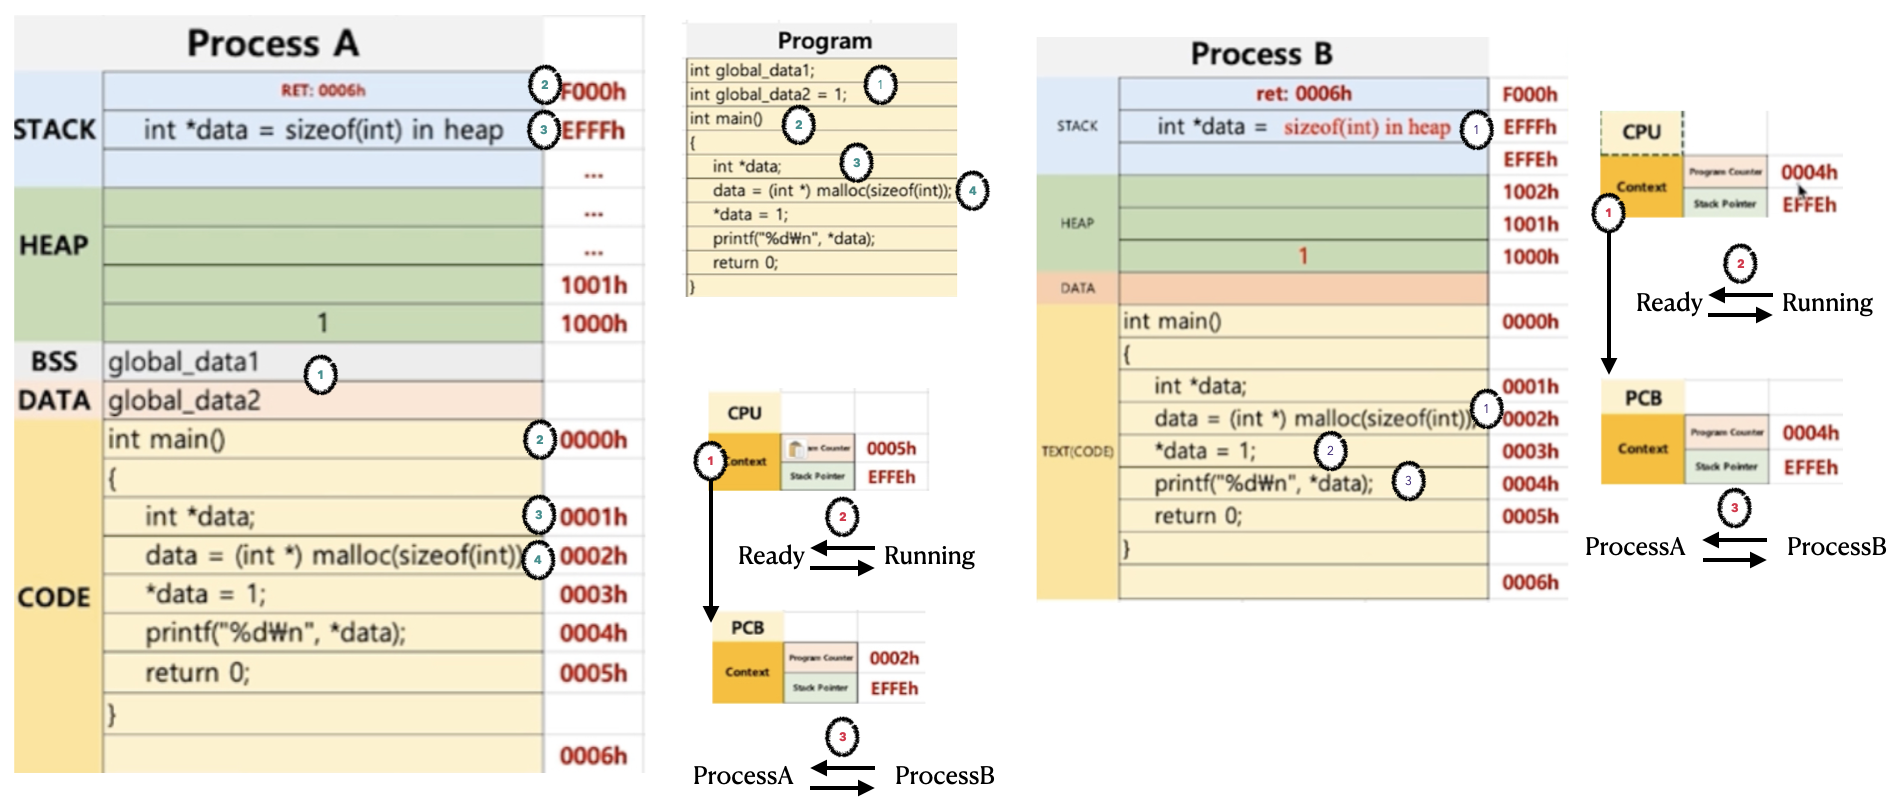 Process A
STACK
RET: 0006h
2
F000h
int *data = sizeof(int) in heap
3
EFFFh
...
HEAP
...
...
1001h
1
1000h
BSS
global_data1
1
DATA
global_data2
CODE
int main()
2
0000h
{
int *data;
3
0001h
data = (int *) malloc(sizeof(int))
4
0002h
*data = 1;
0003h
printf("%d₩n", *data);
0004h
return 0;
0005h
}
0006h
Program
int global_data1;
1
int global_data2 = 1;
int main()
2
{
int *data;
3
data = (int *) malloc(sizeof(int));
4
*data = 1;
printf("%d₩n", *data);
return 0;
}
CPU
1
Context
Counter
0005h
Stack Pointer
EFFEh
2
Ready
Running
PCB
Context
Program Counter
0002h
Stack Pointer
EFFEh
3
ProcessA
ProcessB
Process B
STACK
ret: 0006h
F000h
int *data = sizeof(int) in heap
1
EFFFh
EFFEh
HEAP
1002h
1001h
1
1000h
DATA
TEXT(CODE)
int main()
0000h
{
int *data;
0001h
data = (int *) malloc(sizeof(int))
1
0002h
*data = 1;
2
0003h
printf("%d₩n", *data);
3
0004h
return 0;
0005h
}
0006h
CPU
Context
Program Counter
0004h
Stack Pointer
EFFEh
1
2
Ready
Running
PCB
Context
Program Counter
0004h
Stack Pointer
EFFEh
3
ProcessA
ProcessB